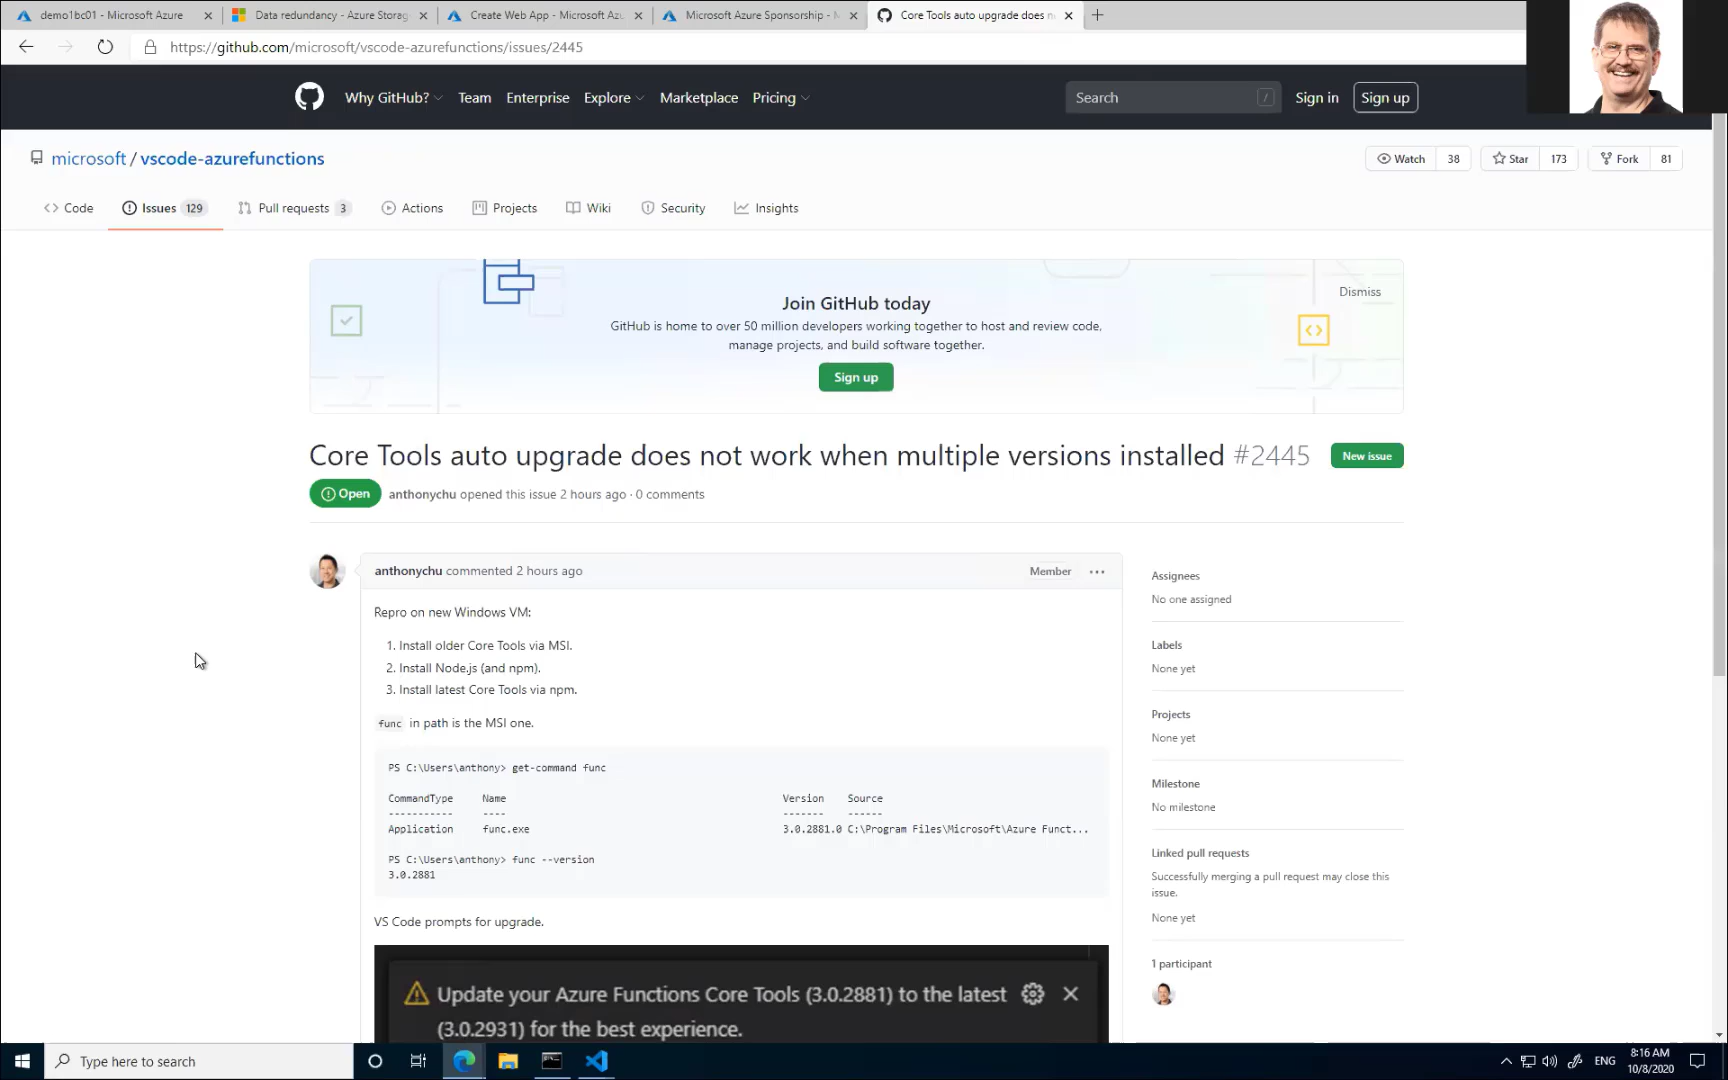 demo1bc01 - Microsoft Azure
Data redundancy - Azure Storag
Create Web App - Microsoft Azu
Microsoft Azure Sponsorship -
Core Tools auto upgrade does n
https://github.com/microsoft/vscode-azurefunctions/issues/2445
Why GitHub? Team Enterprise Explore Marketplace Pricing
Search /
Sign in Sign up
microsoft / vscode-azurefunctions
Watch 38 Star 173 Fork 81
Code Issues 129 Pull requests 3 Actions Projects Wiki Security Insights
Join GitHub today
Dismiss
GitHub is home to over 50 million developers working together to host and review code,
manage projects, and build software together.
Sign up
Core Tools auto upgrade does not work when multiple versions installed #2445
New issue
Open anthonychu opened this issue 2 hours ago · 0 comments
anthonychu commented 2 hours ago
Member ...
Repro on new Windows VM:
1. Install older Core Tools via MSI.
2. Install Node.js (and npm).
3. Install latest Core Tools via npm.
func in path is the MSI one.
PS C:\Users\anthony> get-command func
CommandType Name Version Source
----------- ---- ------- ------
Application func.exe 3.0.2881.0 C:\Program Files\Microsoft\Azure Funct...
PS C:\Users\anthony> func --version
3.0.2881
VS Code prompts for upgrade.
Update your Azure Functions Core Tools (3.0.2881) to the latest
(3.0.2931) for the best experience.
Assignees
No one assigned
Labels
None yet
Projects
None yet
Milestone
No milestone
Linked pull requests
Successfully merging a pull request may close this
issue.
None yet
1 participant
Type here to search
ENG
8:16 AM
10/8/2020